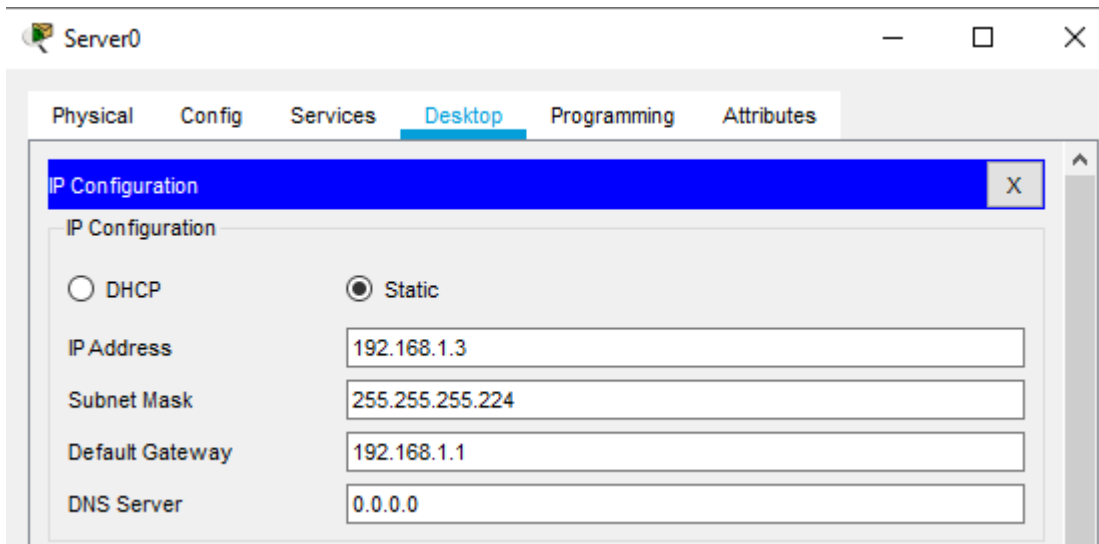 Server0
Physical Config Services Desktop Programming Attributes
IP Configuration X
IP Configuration
DHCP Static
IP Address 192.168.1.3
Subnet Mask 255.255.255.224
Default Gateway 192.168.1.1
DNS Server 0.0.0.0